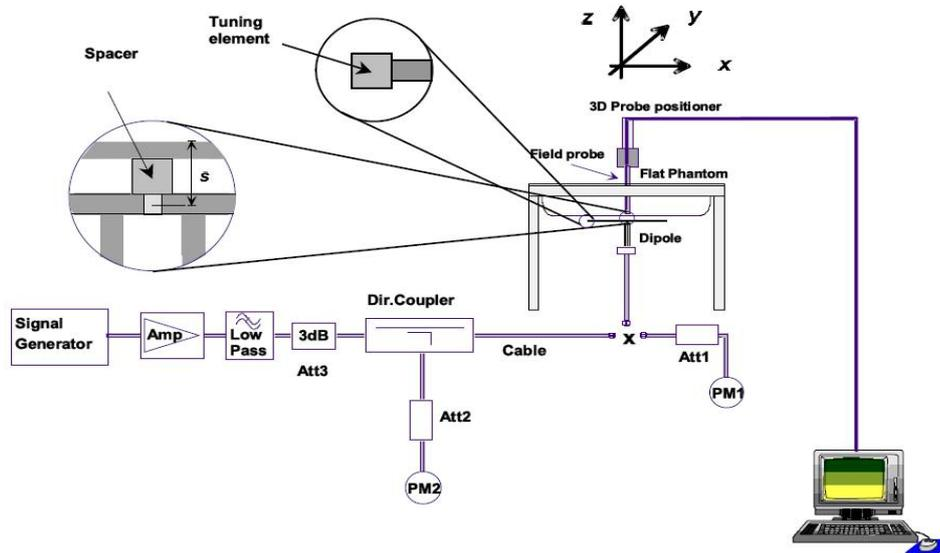 Tuning
element
Spacer
s
z
y
x
3D Probe positioner
Field probe
Flat Phantom
Dipole
Signal
Generator
Amp
Low
Pass
3dB
Att3
Dir.Coupler
Cable
x
Att1
PM1
Att2
PM2